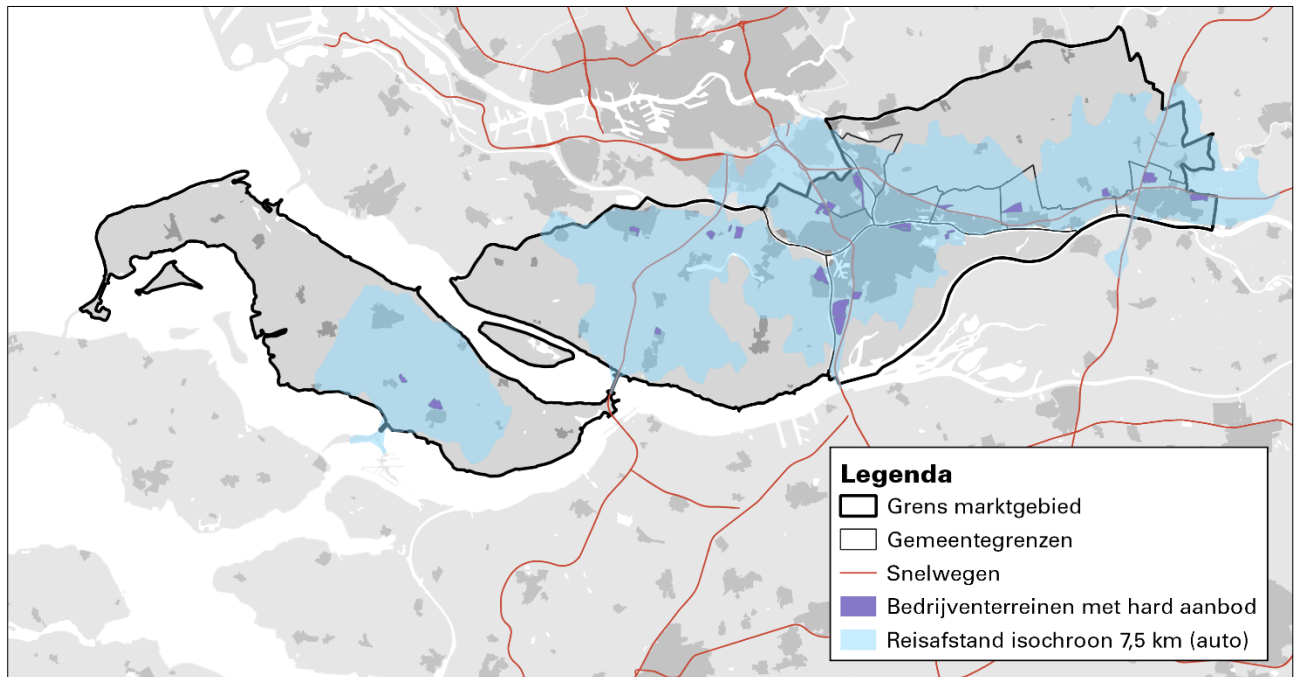 Legenda
Grens marktgebied
Gemeentegrenzen
Snelwegen
Bedrijventerreinen met hard aanbod
Reisafstand isochroon 7,5 km (auto)